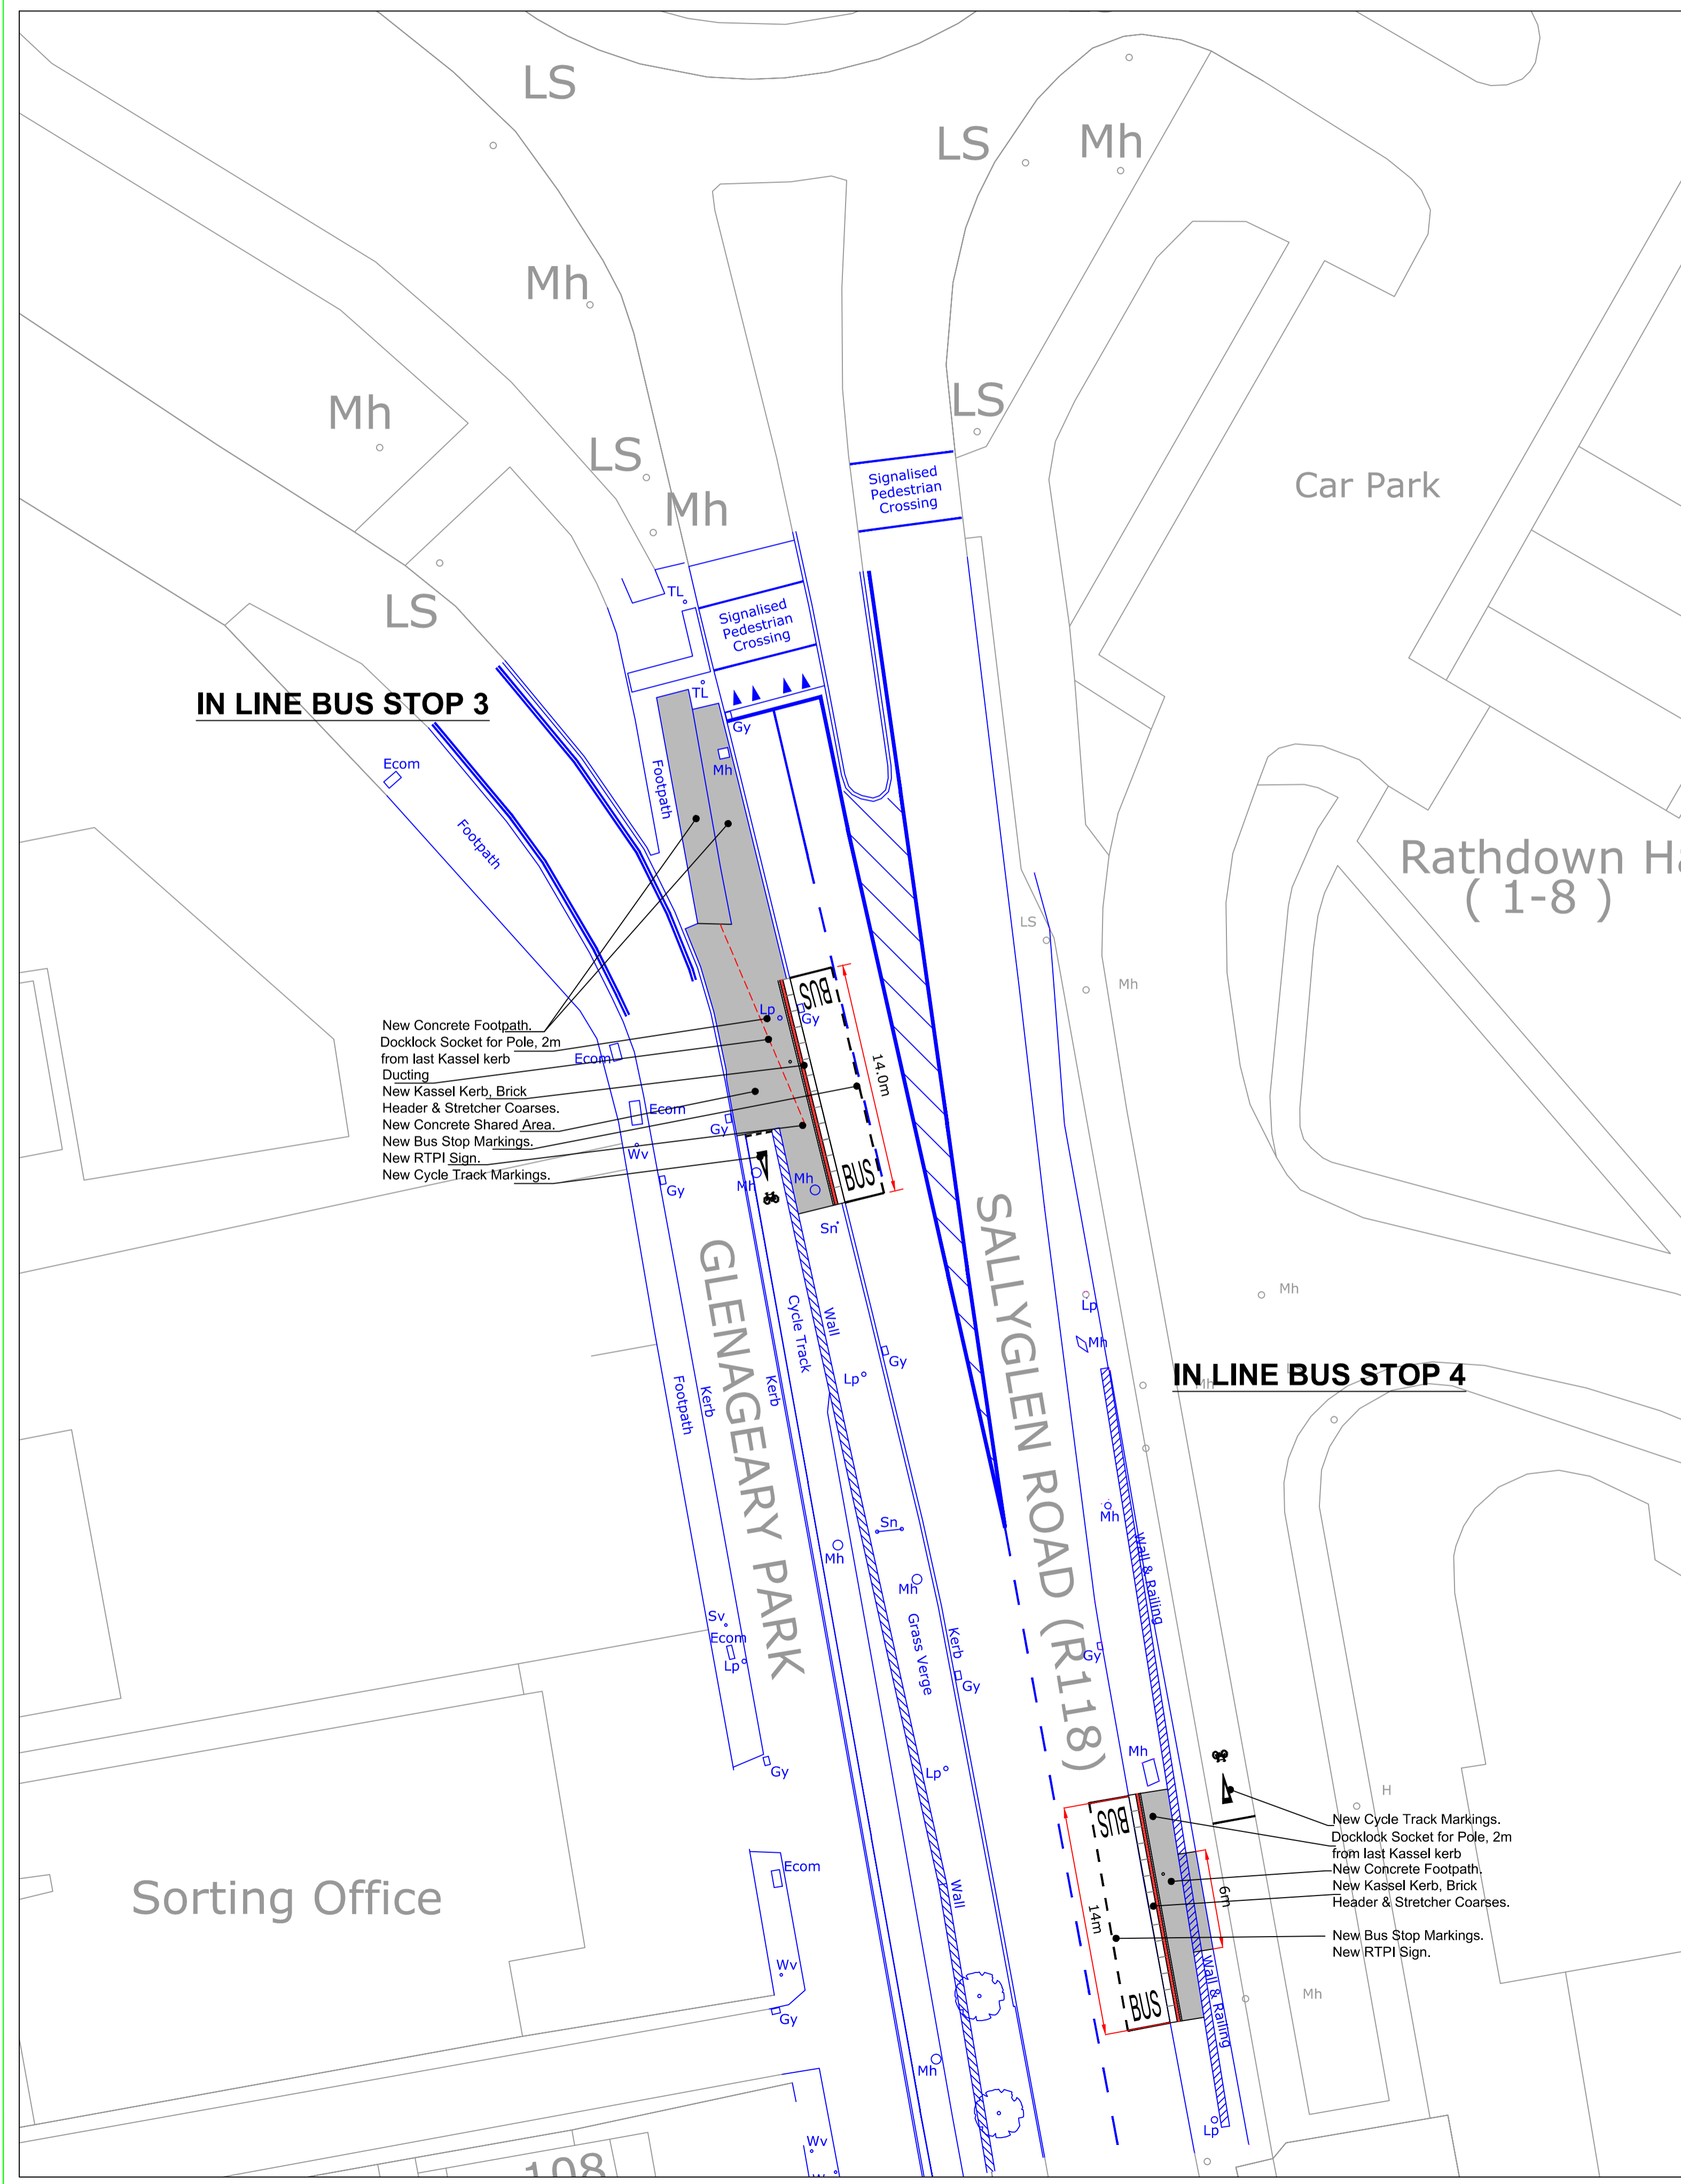 LS
LS
Mh
Mh
LS
Mh
LS
Mh
Signalised
Pedestrian
Crossing
Car Park
LS
TL
Signalised
Pedestrian
Crossing
TL
IN LINE BUS STOP 3
Gy
Ecom
Mh
Footpath
Footpath
Rathdown
( 1-8 )
LS
Mh
BUS
Lp
Gy
14.0m
New Concrete Footpath.
Docklock Socket for Pole, 2m
from last Kassel kerb
Ducting
New Kassel Kerb, Brick
Header & Stretcher Coarses.
New Concrete Shared Area.
New Bus Stop Markings.
New RTPI Sign.
New Cycle Track Markings.
Ecom
Ecom
Gy
Wv
Gy
Mh
Mh
BUS
Sn
GLENAGEARY PARK
SALLYGLEN ROAD (R118)
Cycle Track
Wall
Gy
Lp
Kerb
Kerb
Footpath
Lp
Mh
Mh
IN LINE BUS STOP 4
Mh
Sn
Mh
Mh
Mh
Wall & Railing
Grass Verge
Kerb
Gy
Gy
Sv
Ecom
Lp
Gy
Lp
Mh
H
BUS
New Cycle Track Markings.
Docklock Socket for Pole, 2m
from last Kassel kerb
New Concrete Footpath.
New Kassel Kerb, Brick
Header & Stretcher Coarses.
New Bus Stop Markings.
New RTPI Sign.
6m
14m
BUS
Wall & Railing
Mh
Sorting Office
Ecom
Wall
Wv
Gy
Mh
Lp
Wv
108